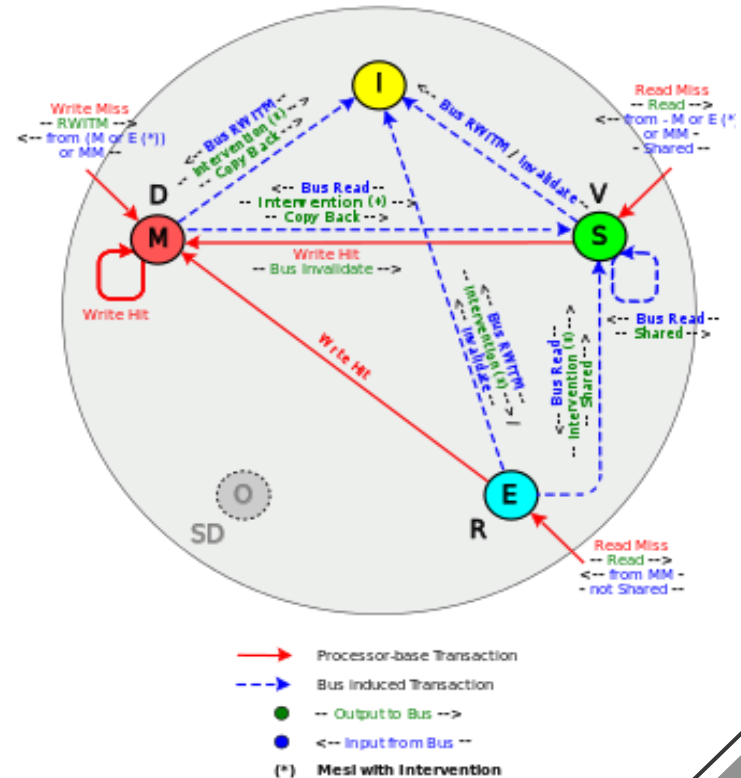 I
Write Miss
-- RWITM -->
<-- from (M or E (*))
or MM --
<-- Bus RWITM --
-- Intervention (*) -->
-- Copy Back -->
<-- Bus RWITM / Invalidate --
Read Miss
-- Read -->
<-- from - M or E (*)
or MM -
- Shared --
D
V
<-- Bus Read --
-- Intervention (*) -->
-- Copy Back -->
M
S
Write Hit
-- Bus Invalidate -->
Write Hit
<-- Bus Read --
-- Shared -->
Write Hit
<-- Bus RWITM --
-- Intervention (*) --> /
<-- Invalidate --
<-- Bus Read --
-- Intervention (*) -->
-- Shared -->
O
SD
E
R
Read Miss
-- Read -->
<-- from MM -
- not Shared --
Processor-base Transaction
Bus induced Transaction
-- Output to Bus -->
<-- Input from Bus --
(*) Mesi with Intervention